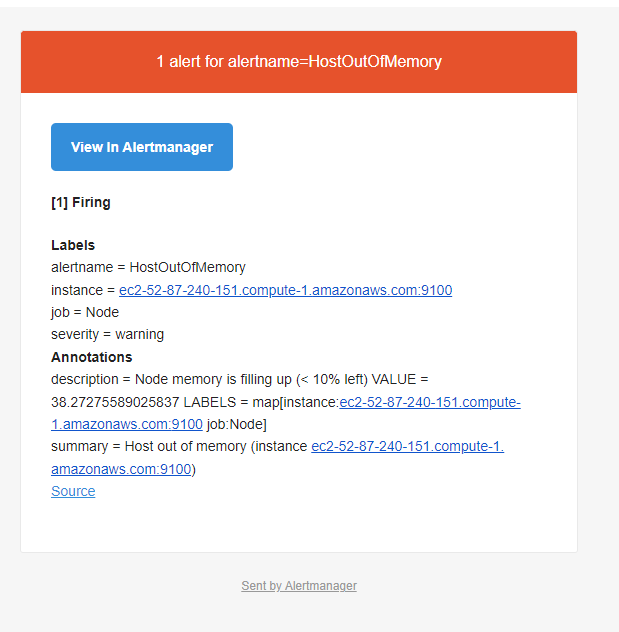 1 alert for alertname=HostOutOfMemory
View In Alertmanager
[1] Firing
Labels
alertname = HostOutOfMemory
instance = ec2-52-87-240-151.compute-1.amazonaws.com:9100
job = Node
severity = warning
Annotations
description = Node memory is filling up (< 10% left) VALUE =
38.27275589025837 LABELS = map[instance:ec2-52-87-240-151.compute-
1.amazonaws.com:9100 job:Node]
summary = Host out of memory (instance ec2-52-87-240-151.compute-1.
amazonaws.com:9100)
Source
Sent by Alertmanager